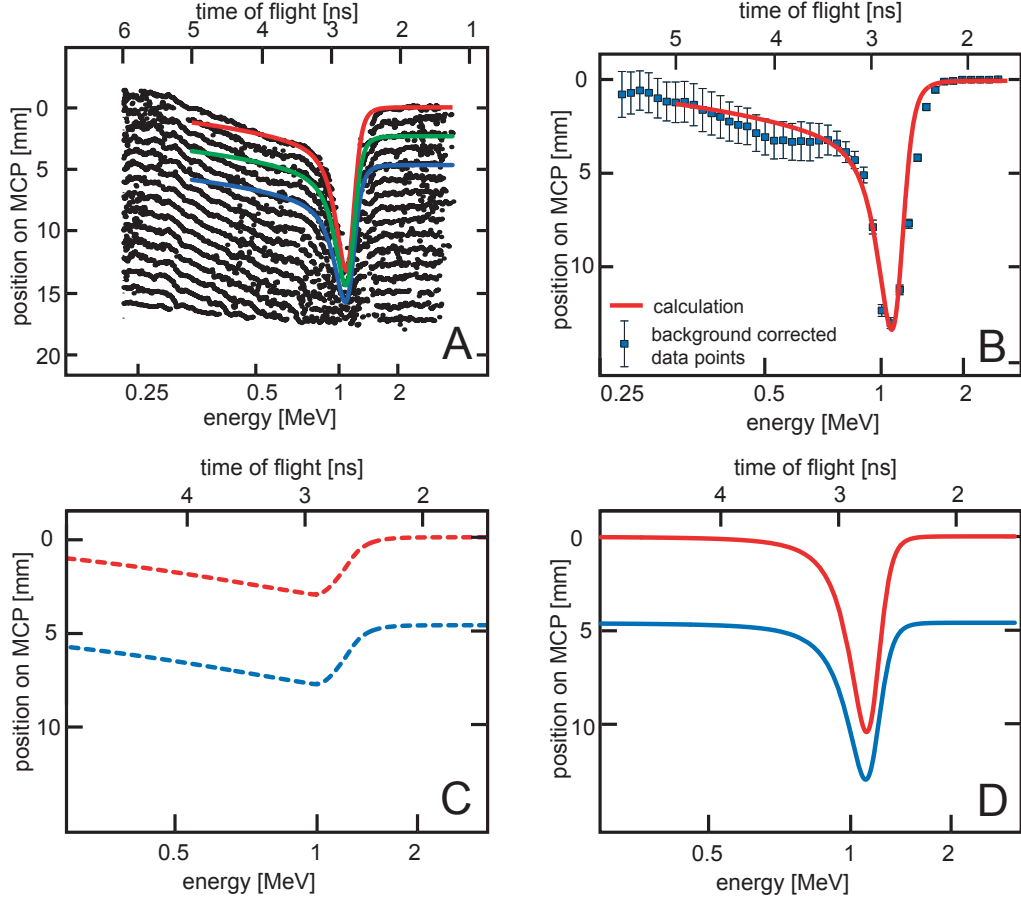 time of flight [ns]
6 5 4 3 2 1
0
5
10
15
20
position on MCP [mm]
A
0.25 0.5 1 2
energy [MeV]
time of flight [ns]
5 4 3 2
0
5
10
position on MCP [mm]
calculation
background corrected
data points
B
0.25 0.5 1 2
energy [MeV]
time of flight [ns]
4 3 2
0
5
10
position on MCP [mm]
C
0.5 1 2
energy [MeV]
time of flight [ns]
4 3 2
0
5
10
position on MCP [mm]
D
0.5 1 2
energy [MeV]